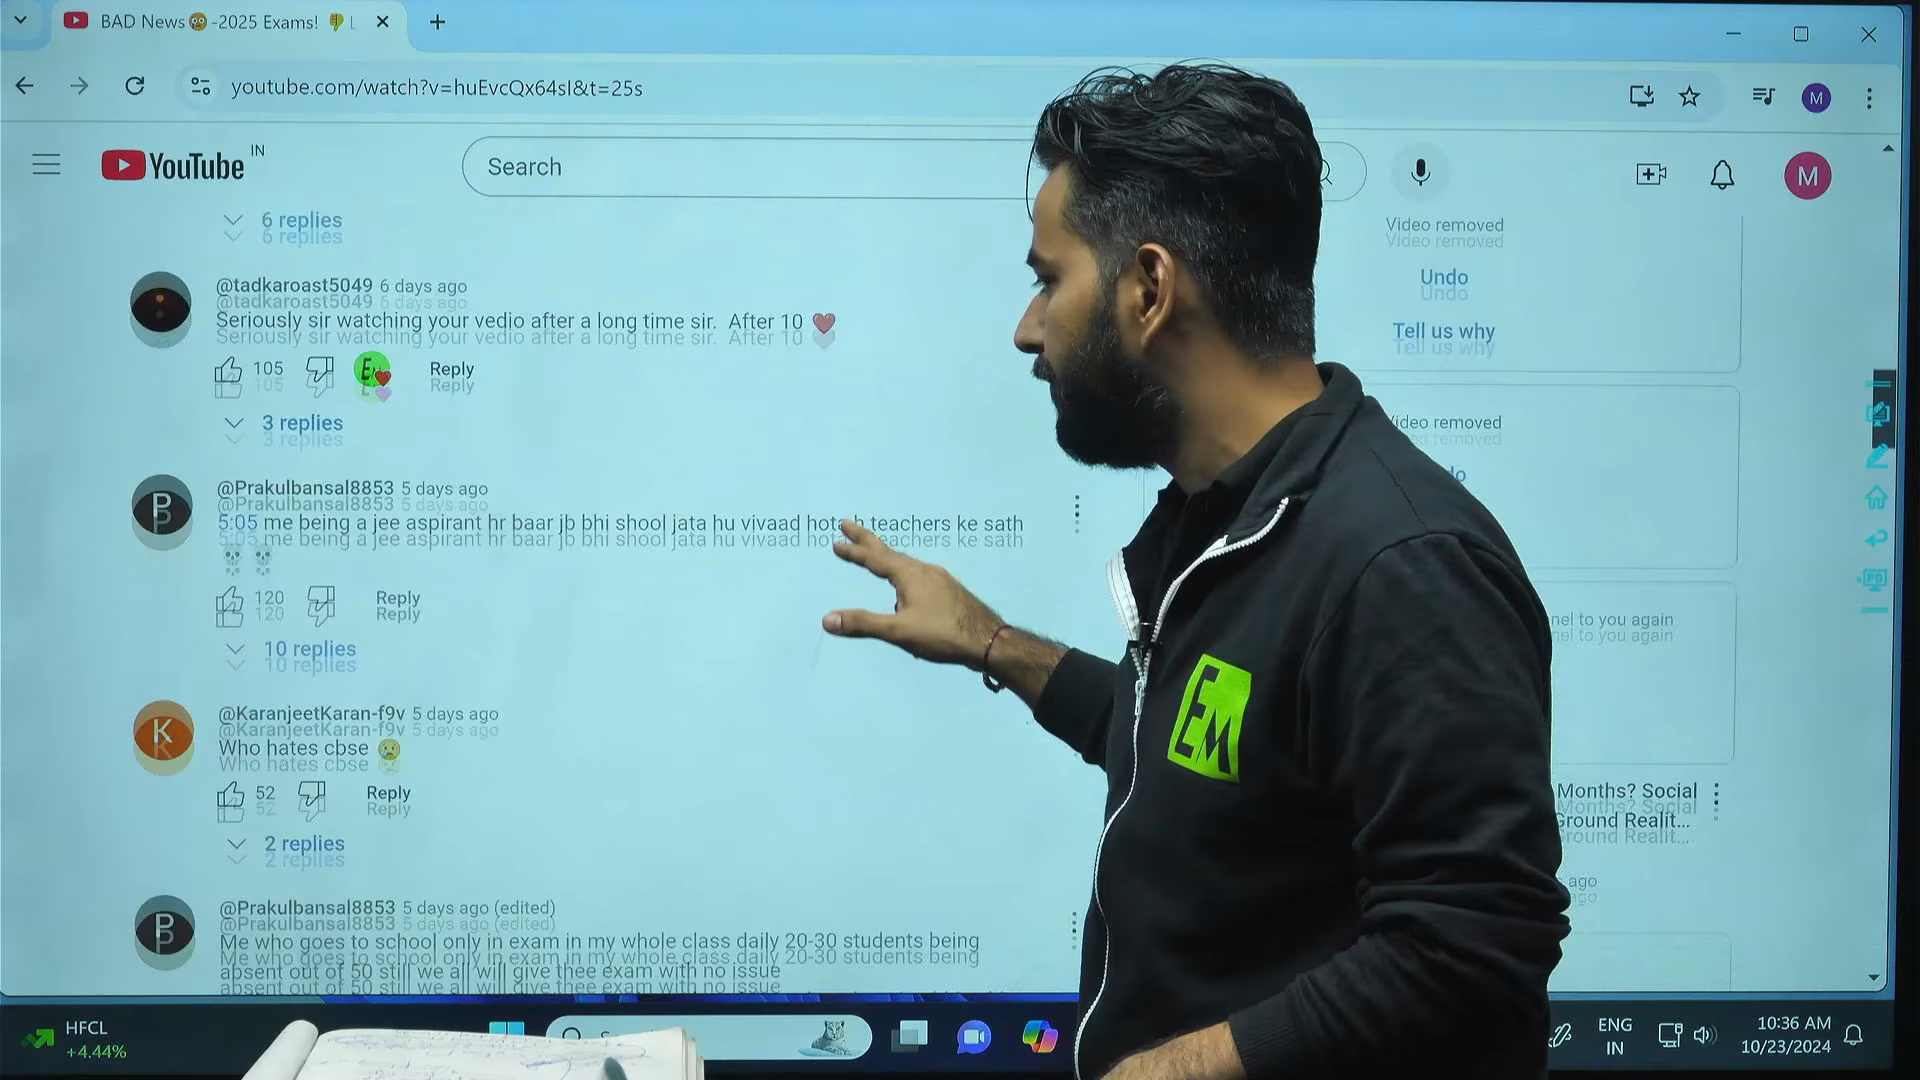 BAD News -2025 Exams! L
youtube.com/watch?v=huEvcQx64sI&t=25s
M
YouTube IN
Search
M
6 replies
@tadkaroast5049 6 days ago
Seriously sir watching your vedio after a long time sir. After 10
105 Reply
3 replies
@Prakulbansal8853 5 days ago
5:05 me being a jee aspirant hr baar jb bhi shool jata hu vivaad hota h teachers ke sath
120 Reply
10 replies
K
@KaranjeetKaran-f9v 5 days ago
Who hates cbse
52 Reply
2 replies
@Prakulbansal8853 5 days ago (edited)
Me who goes to school only in exam in my whole class daily 20-30 students being
absent out of 50 still we all will give thee exam with no issue
Video removed
Undo
Tell us why
Video removed
to you again
Months? Social
Ground Realit...
ago
EM
HFCL
+4.44%
ENG
IN
10:36 AM
10/23/2024